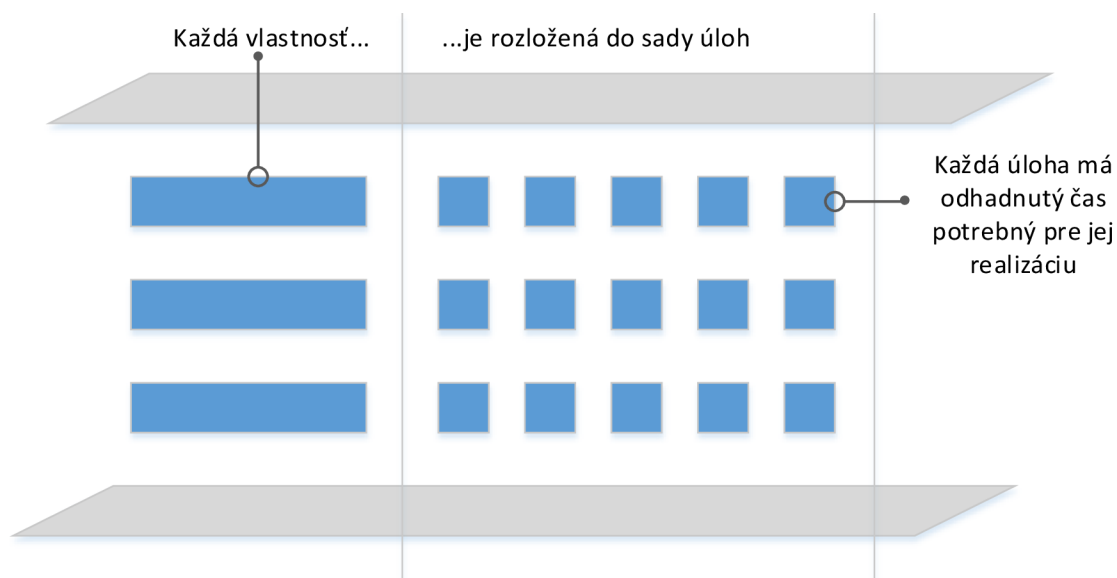 Každá vlastnosť...
...je rozložená do sady úloh
Každá úloha má
odhadnutý čas
potrebný pre jej
realizáciu